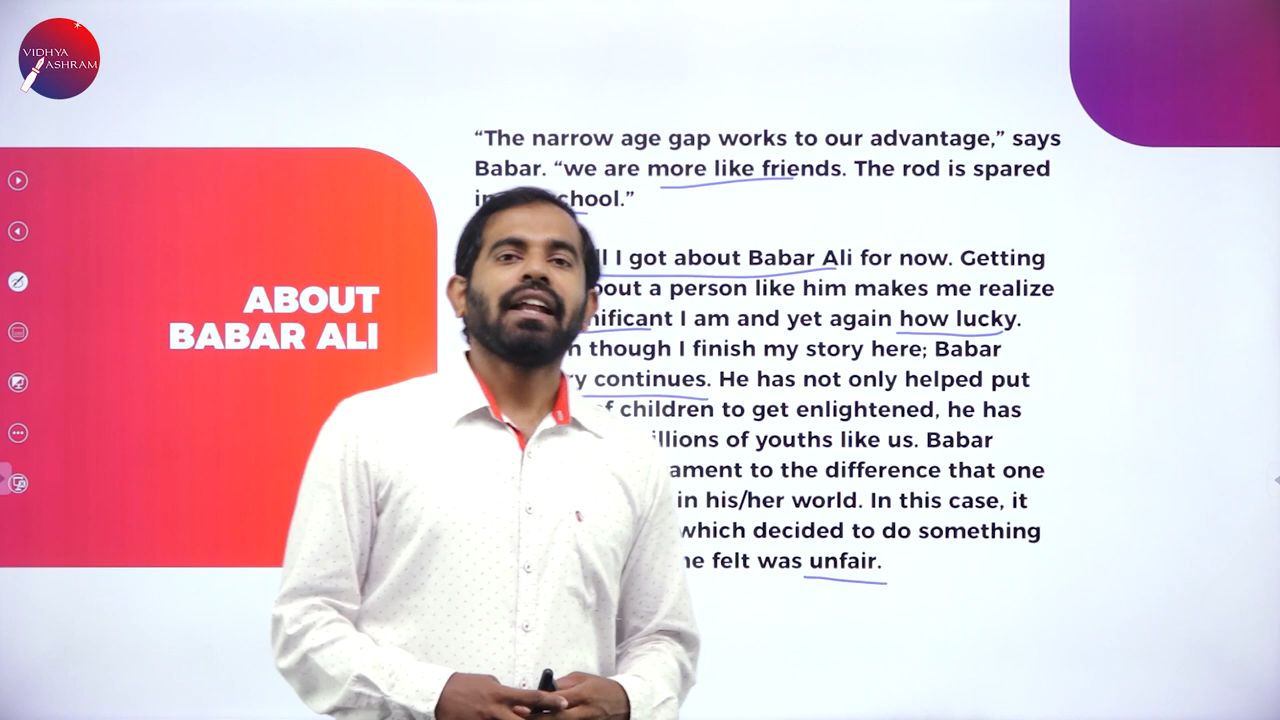 VIDHYA
ASHRAM
ABOUT
BABAR ALI
“The narrow age gap works to our advantage,” says
Babar. “we are more like friends. The rod is spared
school.”
I got about Babar Ali for now. Getting
about a person like him makes me realize
I am and yet again how lucky.
though I finish my story here; Babar
continues. He has not only helped put
of children to get enlightened, he has
millions of youths like us. Babar
to the difference that one
in his/her world. In this case, it
which decided to do something
he felt was unfair.